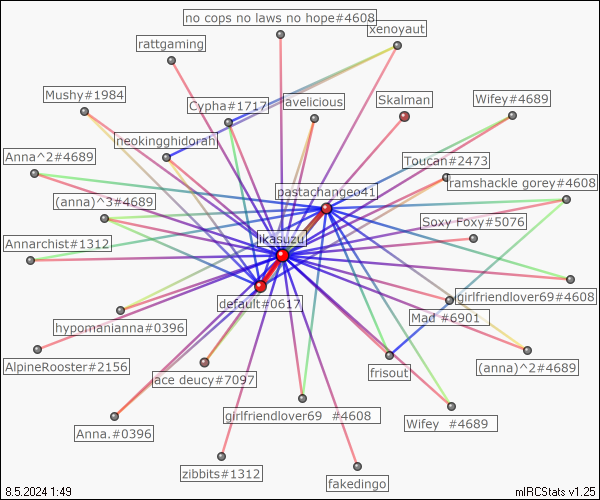 no cops no laws no hope#4608
xenoyaut
rattgaming
Mushy#1984
Cypha#1717
avelicious
Skalman
Wifey#4689
neokingghidorah
Anna^2#4689
Toucan#2473
pastachangeo41
ramshackle gorey#4608
(anna)^3#4689
Soxy Foxy#5076
Annarchist#1312
ikasuzu
default#0617
girlfriendlover69#4608
Mad #6901
hypomanianna#0396
AlpineRooster#2156
ace deucy#7097
frisout
(anna)^2#4689
girlfriendlover69 #4608
Wifey #4689
Anna.#0396
zibbits#1312
fakedingo
8.5.2024 1:49
mIRCStats v1.25